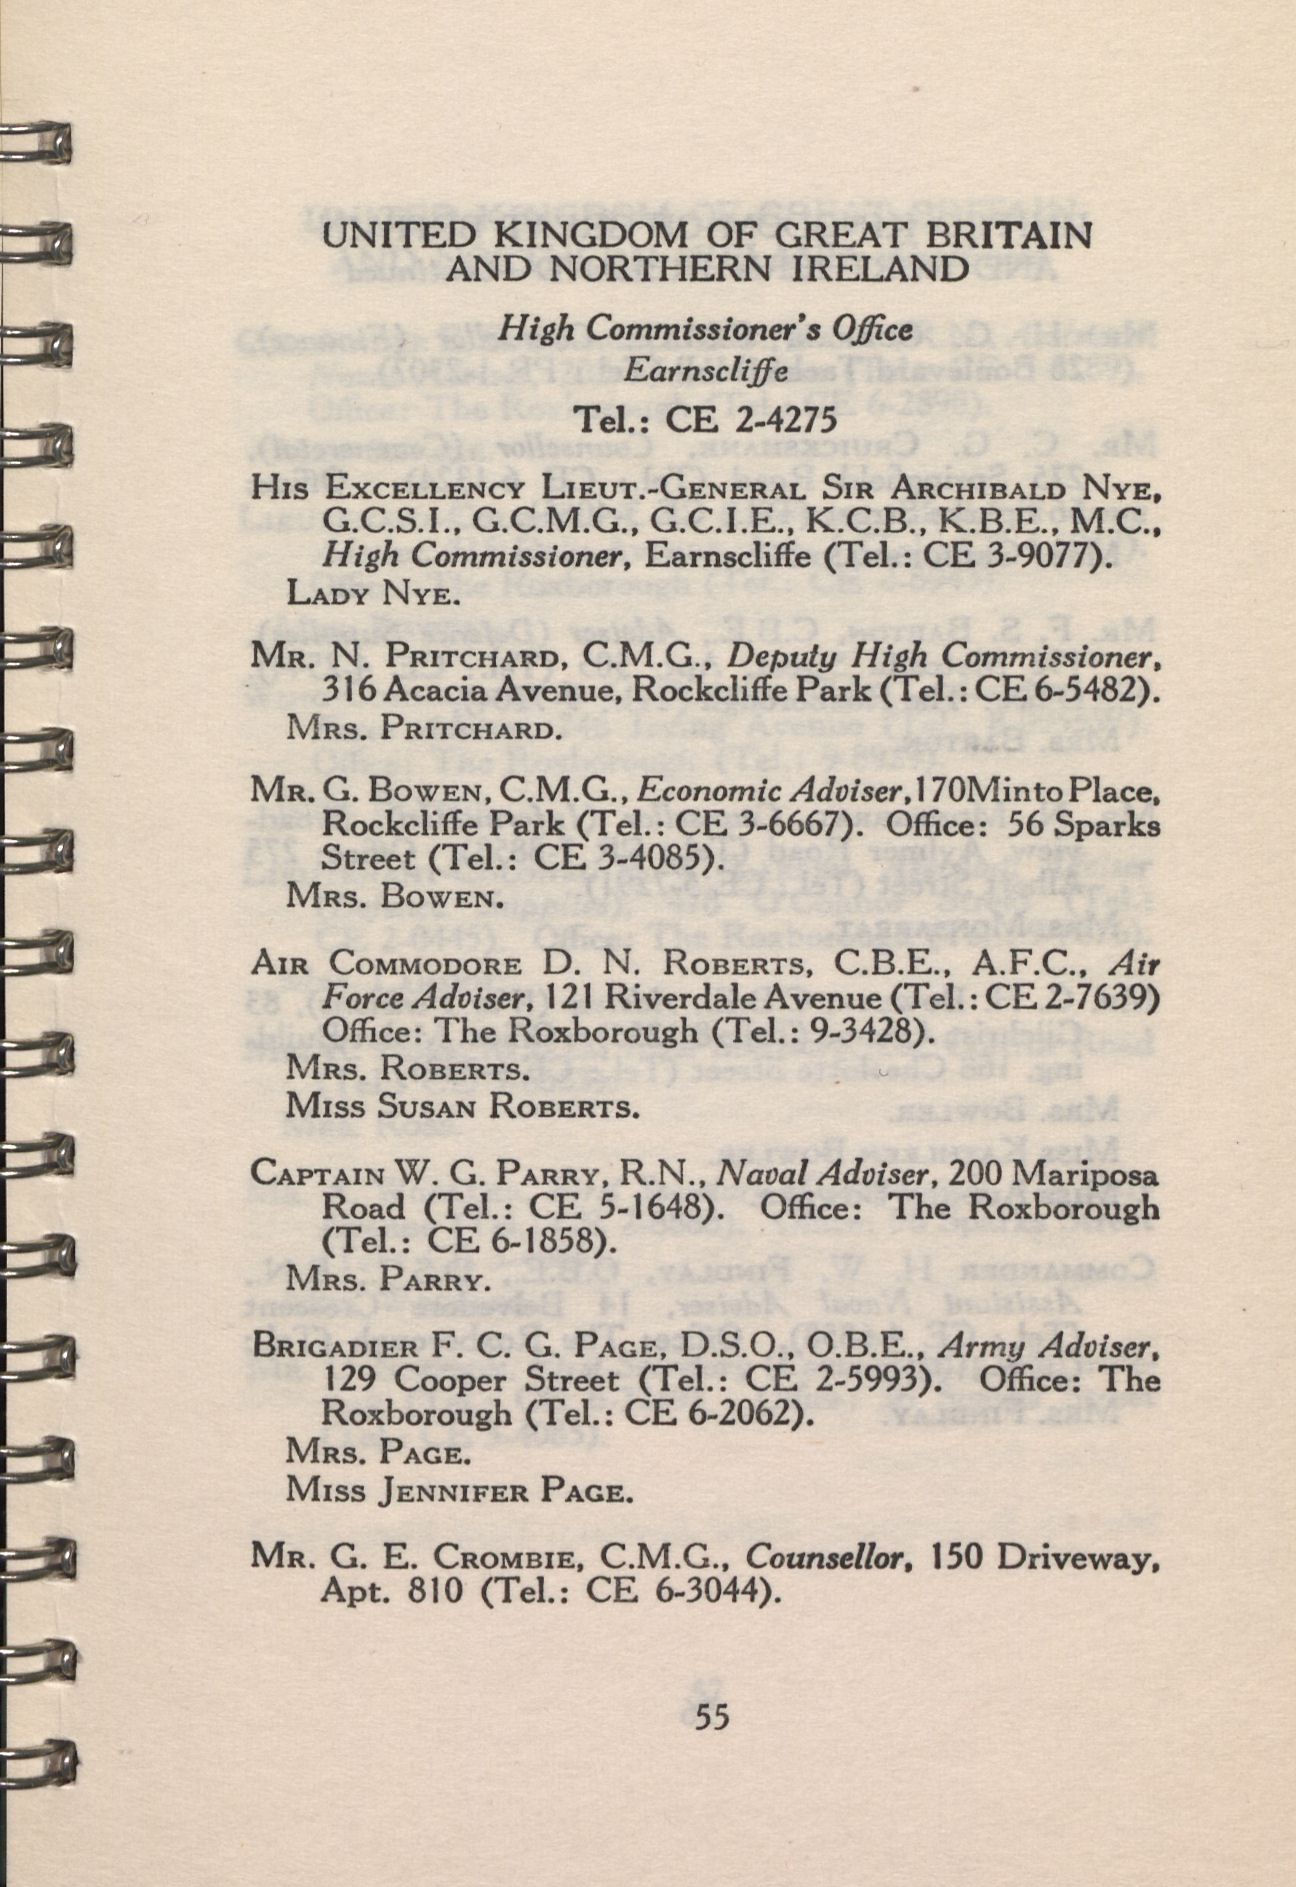 UNITED KINGDOM OF GREAT BRITAIN
AND NORTHERN IRELAND
High Commissioner's Office
Earnscliffe
Tel.: CE 2-4275
HIS EXCELLENCY LIEUT.-GENERAL SIR ARCHIBALD NYE,
G.C.S.I., G.C.M.G., G.C.I.E., K.C.B., K.B.E., M.C.,
High Commissioner, Earnscliffe (Tel.: CE 3-9077).
LADY NYE.
MR. N. PRITCHARD, C.M.G., Deputy High Commissioner,
316 Acacia Avenue, Rockcliffe Park (Tel.: CE 6-5482).
MRS. PRITCHARD.
MR. G. BOWEN, C.M.G., Economic Adviser, 170 Minto Place,
Rockcliffe Park (Tel.: CE 3-6667). Office: 56 Sparks
Street (Tel.: CE 3-4085).
MRS. BOWEN.
AIR COMMODORE D. N. ROBERTS, C.B.E., A.F.C., Air
Force Adviser, 121 Riverdale Avenue (Tel.: CE 2-7639)
Office: The Roxborough (Tel.: 9-3428).
MRS. ROBERTS.
MISS SUSAN ROBERTS.
CAPTAIN W. G. PARRY, R.N., Naval Adviser, 200 Mariposa
Road (Tel.: CE 5-1648). Office: The Roxborough
(Tel.: CE 6-1858).
MRS. PARRY.
BRIGADIER F. C. G. PAGE, D.S.O., O.B.E., Army Adviser,
129 Cooper Street (Tel.: CE 2-5993). Office: The
Roxborough (Tel.: CE 6-2062).
MRS. PAGE.
MISS JENNIFER PAGE.
MR. G. E. CROMBIE, C.M.G., Counsellor, 150 Driveway,
Apt. 810 (Tel.: CE 6-3044).
55